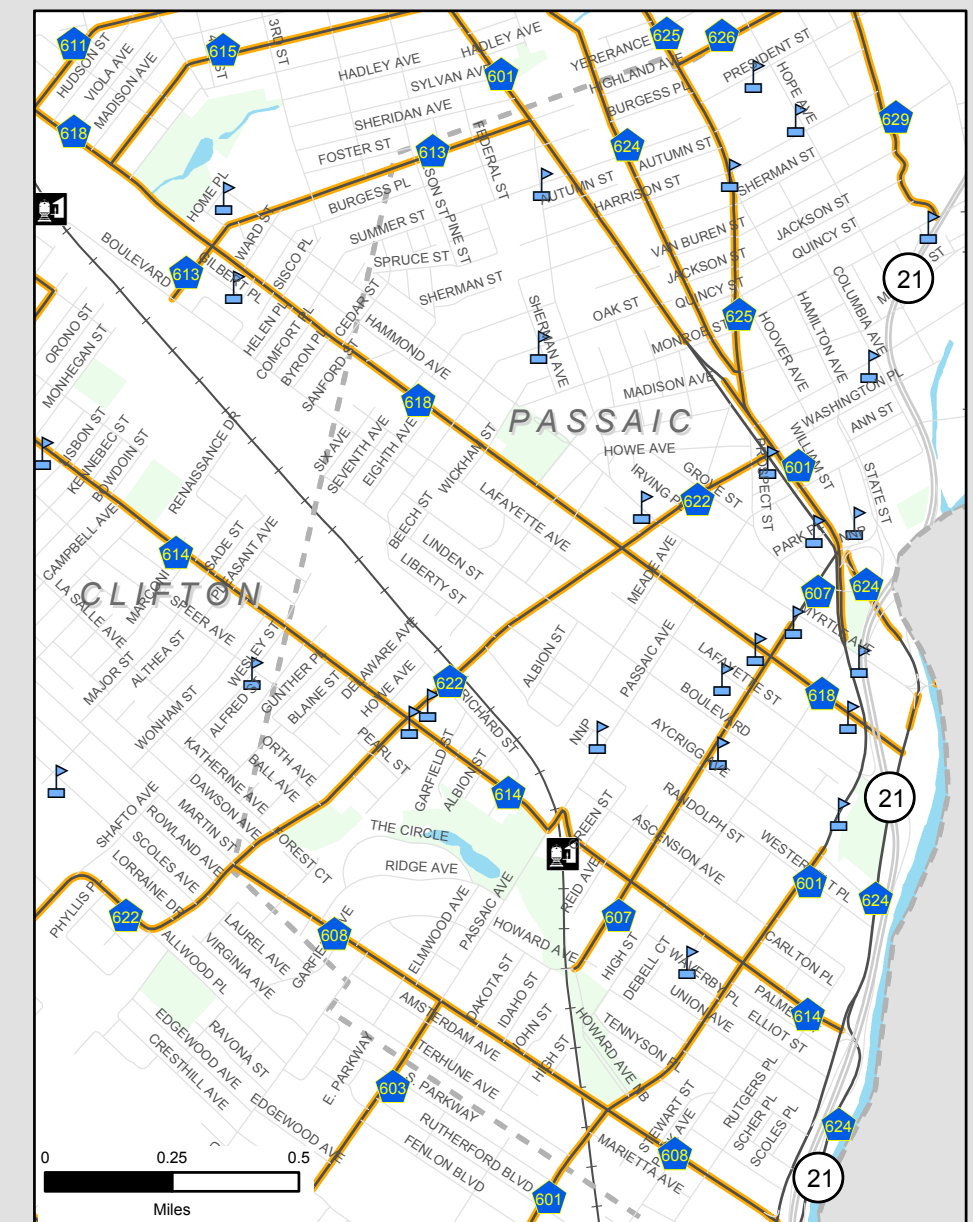 611
HUDSON ST
VIOLA AVE
MADISON AVE
615
3RD ST
HADLEY AVE
HADLEY AVE
SYLVAN AVE
601
YERERANCE
625
626
HIGHLAND AVE
PRESIDENT ST
HOPE AVE
BURGESS PL
SHERIDAN AVE
618
629
FOSTER ST
613
FEDERAL ST
624
AUTUMN ST
AUTUMN ST
SHERMAN ST
HARRISON ST
HOME PL
BURGESS PL
SON ST
PINE ST
SUMMER ST
WARD ST
VAN BUREN ST
JACKSON ST
QUINCY ST
BOULEVARD
613
GILBERT PL
SISCO PL
SPRUCE ST
SHERMAN ST
JACKSON ST
QUINCY ST
21
ST
COLUMBIA AVE
HAMILTON AVE
HOOVER AVE
625
OAK ST
MONROE ST
ORONO ST
MONHEGAN ST
HELEN PL
COMFORT PL
BYRON PL
CEDAR ST
SANFORD ST
HAMMOND AVE
SHERMAN AVE
MADISON AVE
618
PASSAIC
WASHINGTON PL
ANN ST
LISBON ST
KENNEBEC ST
BOWDOIN ST
RENAISSANCE DR
SIX AVE
SEVENTH AVE
EIGHTH AVE
WICKHAM ST
HOWE AVE
GROVE ST
IRVING P
622
PROSPECT ST
601
WILLIAM ST
STATE ST
LAFAYETTE AVE
BEECH ST
LINDEN ST
LIBERTY ST
PARK PL
NNP
CAMPBELL AVE
614
SADE ST
PLEASANT AVE
MEADE AVE
607
624
CLIFTON
MARCONI
LA SALLE AVE
SPEER AVE
MYRTLE AVE
MAJOR ST
ALTHEA ST
WESLEY ST
GUNTHER PL
BLAINE ST
DELAWARE AVE
HOWE AVE
ALBION ST
PASSAIC AVE
LAFAYETTE ST
BOULEVARD
618
622
RICHARD ST
WONHAM ST
ALFRED ST
NNP
AYCRIGG AVE
KATHERINE AVE
ORTH AVE
BALL AVE
PEARL ST
GARFIELD ST
ALBION ST
614
21
DAWSON AVE
MARTIN ST
SHAFTO AVE
ROWLAND AVE
SCOLES AVE
LORRAINE DR
FOREST CT
THE CIRCLE
RIDGE AVE
GREEN ST
REID AVE
RANDOLPH ST
ASCENSION AVE
WESTER
T PL
601
624
PHYLLIS P
622
608
607
LAUREL AVE
VIRGINIA AVE
ALLWOOD PL
ELMWOOD AVE
PASSAIC AVE
HOWARD AVE
HIGH ST
DEBELL CT
WAVERBY PL
UNION AVE
CARLTON PL
614
ELLIOT ST
DAKOTA ST
IDAHO ST
JOHN ST
HIGH ST
AMSTERDAM AVE
TERHUNE AVE
HOWARD AVE NB
TENNYSON PL
EDGEWOOD AVE
CRESTHILL AVE
RAVONA ST
EDGEWOOD AVE
E. PARKWAY
603
S. PARKWAY
RUTHERFORD BLVD
FENLON BLVD
STEWART ST
RUTGERS PL
SCHER PL
SCOLES PL
624
608
MARIETTA AVE
601
21
0 0.25 0.5
Miles